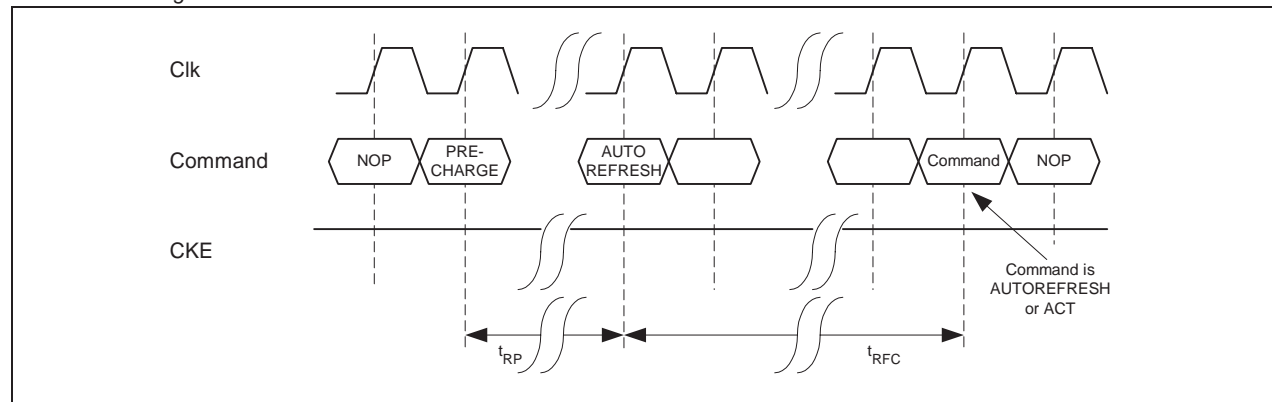 Clk
Command
NOP
PRE-
CHARGE
AUTO
REFRESH
Command
NOP
CKE
Command is
AUTOREFRESH
or ACT
tRP
tRFC